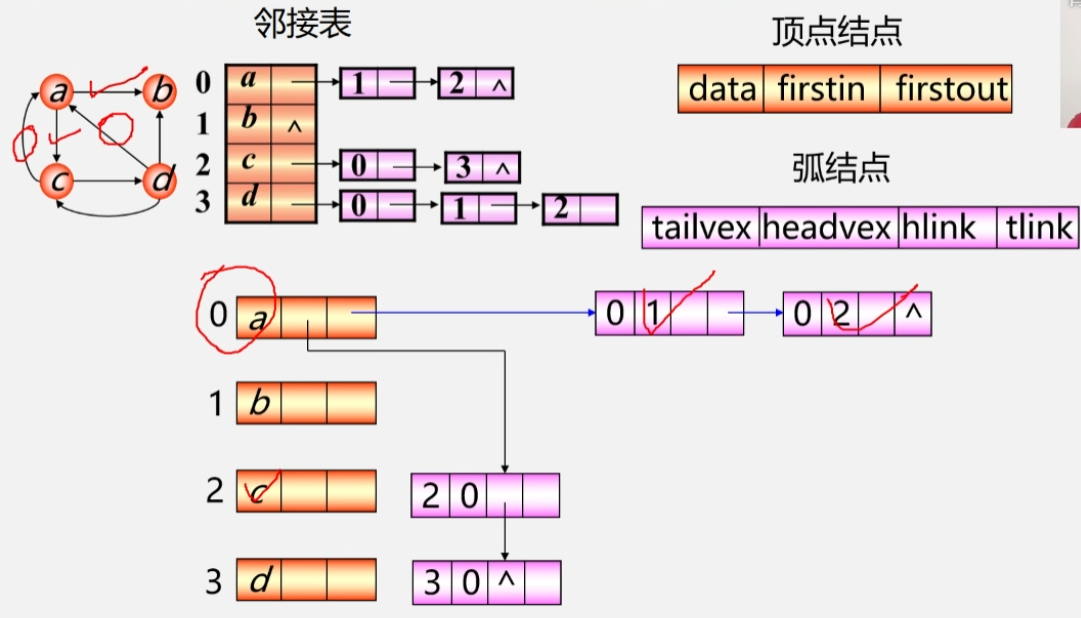 邻接表
a b
c d
0 a 1 2 ^
1 b ^
2 c 0 3 ^
3 d 0 1 2
顶点结点
data firstin firstout
弧结点
tailvex headvex hlink tlink
0 a 0 1 0 2 ^
1 b
2 c 2 0
3 d 3 0 ^